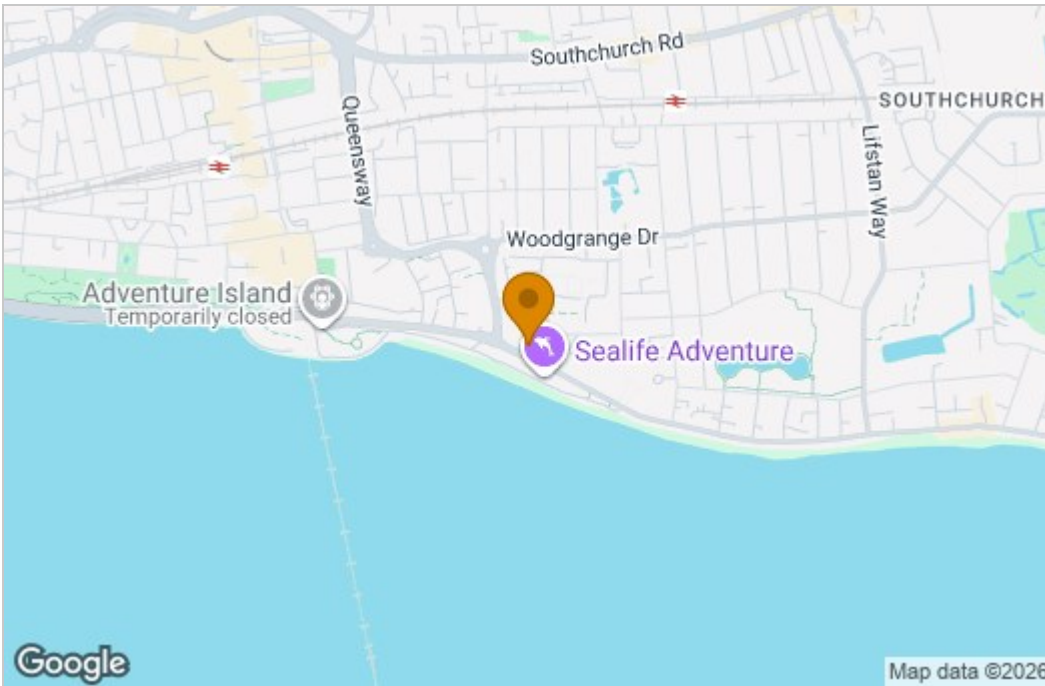 Southchurch Rd
SOUTHCHURCH
Queensway
Lifstan Way
Woodgrange Dr
Adventure Island
Temporarily closed
Sealife Adventure
Google
Map data ©2026